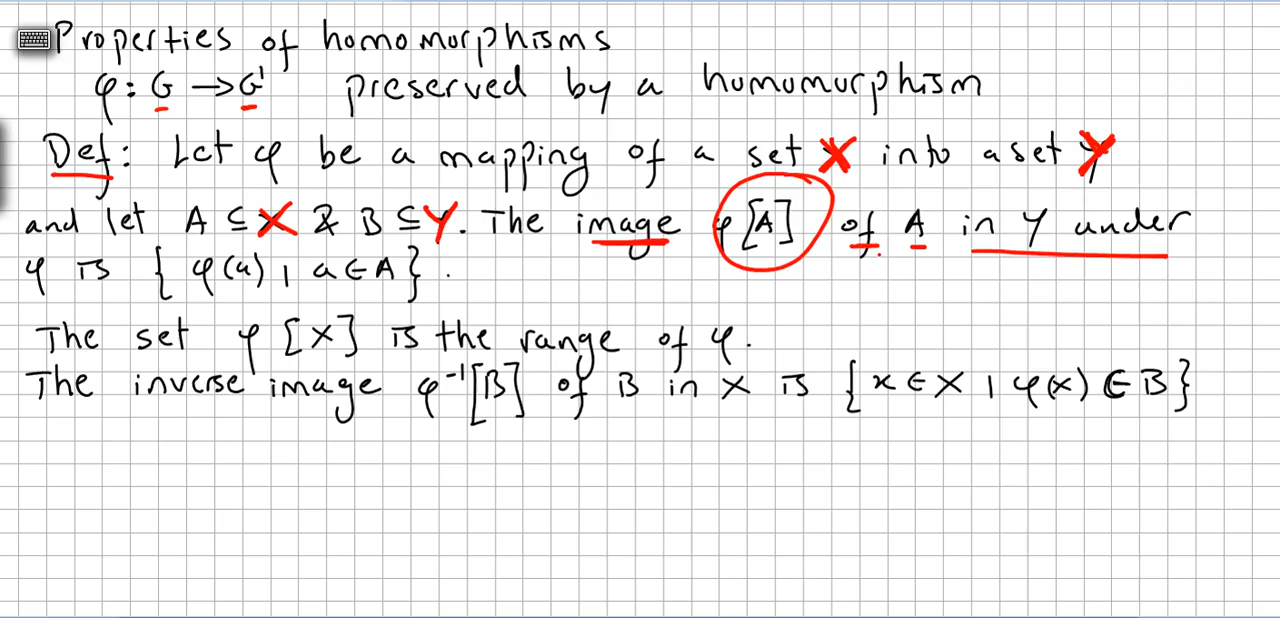 Properties of homomorphisms
φ : G → G' preserved by a homomorphism
Def : Let φ be a mapping of a set X into a set Y
and let A ⊆ X & B ⊆ Y. The image φ[A] of A in Y under
φ is { φ(a) | a ∈ A } .
The set φ [X] is the range of φ.
The inverse image φ⁻¹[B] of B in X is {x ∈ X | φ(x) ∈ B}